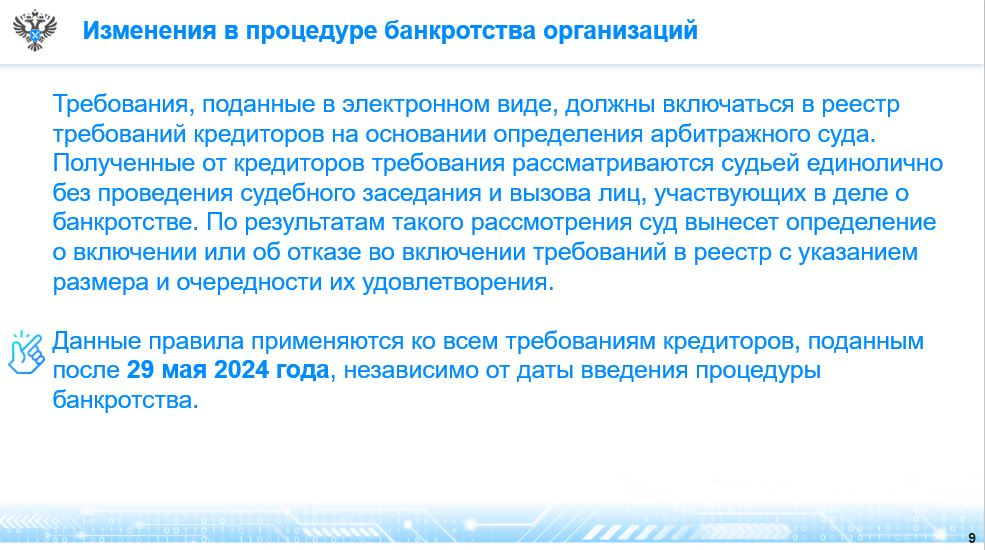 Изменения в процедуре банкротства организаций
Требования, поданные в электронном виде, должны включаться в реестр
требований кредиторов на основании определения арбитражного суда.
Полученные от кредиторов требования рассматриваются судьей единолично
без проведения судебного заседания и вызова лиц, участвующих в деле о
банкротстве. По результатам такого рассмотрения суд вынесет определение
о включении или об отказе во включении требований в реестр с указанием
размера и очередности их удовлетворения.
Данные правила применяются ко всем требованиям кредиторов, поданным
после 29 мая 2024 года, независимо от даты введения процедуры
банкротства.
9